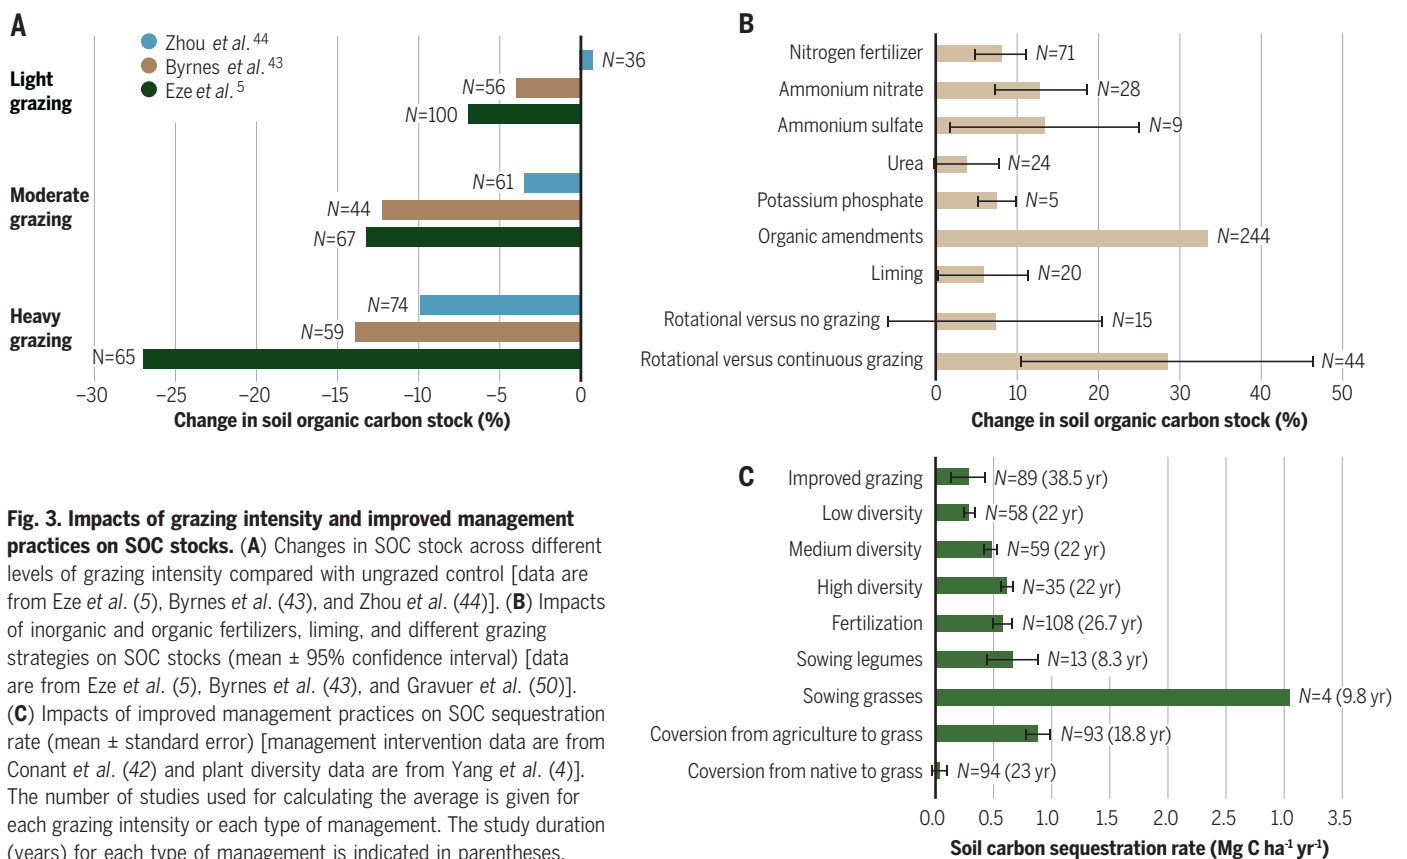 A
Zhou et al. 44
Byrnes et al. 43
Eze et al. 5
Light
grazing
N=36
N=56
N=100
Moderate
grazing
N=61
N=44
N=67
Heavy
grazing
N=74
N=59
N=65
−30 −25 −20 −15 −10 −5 0
Change in soil organic carbon stock (%)
B
Nitrogen fertilizer N=71
Ammonium nitrate N=28
Ammonium sulfate N=9
Urea N=24
Potassium phosphate N=5
Organic amendments N=244
Liming N=20
Rotational versus no grazing N=15
Rotational versus continuous grazing N=44
0 10 20 30 40 50
Change in soil organic carbon stock (%)
C
Improved grazing N=89 (38.5 yr)
Low diversity N=58 (22 yr)
Medium diversity N=59 (22 yr)
High diversity N=35 (22 yr)
Fertilization N=108 (26.7 yr)
Sowing legumes N=13 (8.3 yr)
Sowing grasses N=4 (9.8 yr)
Coversion from agriculture to grass N=93 (18.8 yr)
Coversion from native to grass N=94 (23 yr)
0.0 0.5 1.0 1.5 2.0 2.5 1.0 3.5
Soil carbon sequestration rate (Mg C ha-1 yr-1)
Fig. 3. Impacts of grazing intensity and improved management
practices on SOC stocks. (A) Changes in SOC stock across different
levels of grazing intensity compared with ungrazed control [data are
from Eze et al. (5), Byrnes et al. (43), and Zhou et al. (44)]. (B) Impacts
of inorganic and organic fertilizers, liming, and different grazing
strategies on SOC stocks (mean ± 95% confidence interval) [data
are from Eze et al. (5), Byrnes et al. (43), and Gravuer et al. (50)].
(C) Impacts of improved management practices on SOC sequestration
rate (mean ± standard error) [management intervention data are from
Conant et al. (42) and plant diversity data are from Yang et al. (4)].
The number of studies used for calculating the average is given for
each grazing intensity or each type of management. The study duration
(years) for each type of management is indicated in parentheses.